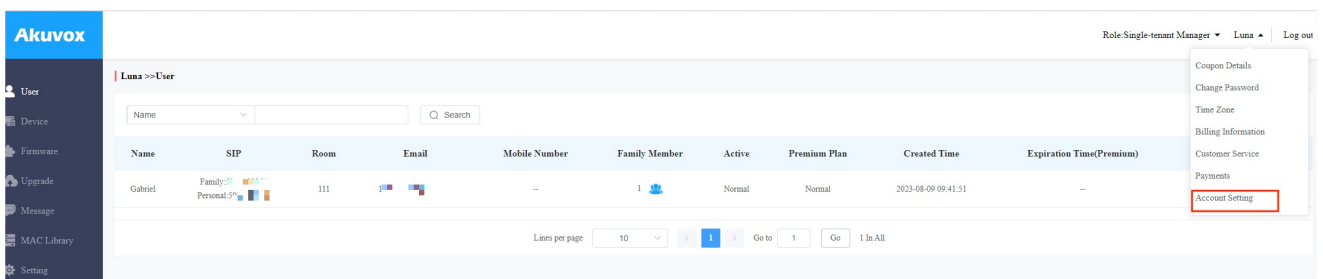 Akuvox
Role:Single-tenant Manager Luna Log out
Coupon Details
Change Password
Time Zone
Billing Information
Customer Service
Payments
Account Setting
User
Device
Firmware
Upgrade
Message
MAC Library
Setting
Luna >>User
Name Search
Name SIP Room Email Mobile Number Family Member Active Premium Plan Created Time Expiration Time(Premium)
Gabriel Family: 111 1 -- 1 Normal Normal 2023-08-09 09:41:51 --
Personal:5
Lines per page 10 < 1 > Go to 1 Go 1 In All